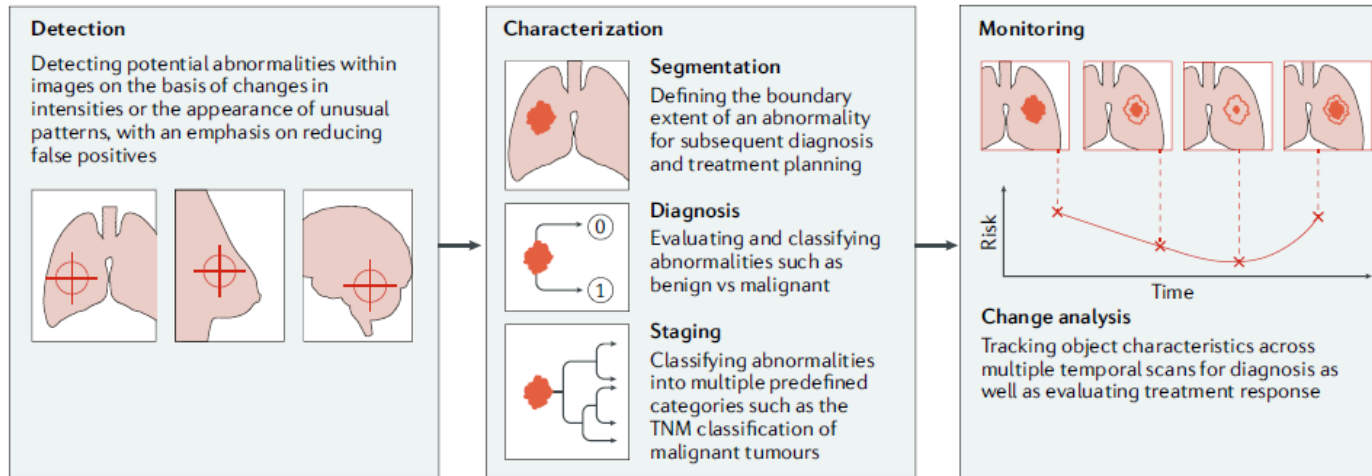 Detection
Detecting potential abnormalities within
images on the basis of changes in
intensities or the appearance of unusual
patterns, with an emphasis on reducing
false positives
Characterization
Segmentation
Defining the boundary
extent of an abnormality
for subsequent diagnosis
and treatment planning
0
1
Diagnosis
Evaluating and classifying
abnormalities such as
benign vs malignant
Staging
Classifying abnormalities
into multiple predefined
categories such as the
TNM classification of
malignant tumours
Monitoring
Risk
Time
Change analysis
Tracking object characteristics across
multiple temporal scans for diagnosis as
well as evaluating treatment response